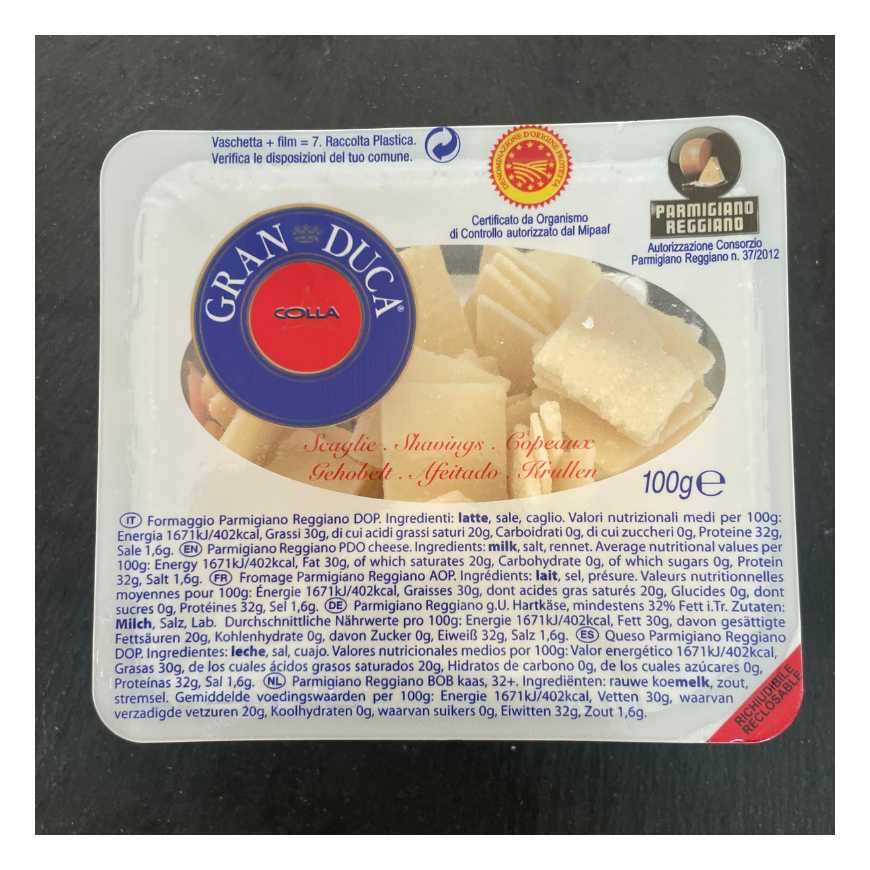 Vaschetta + film = 7. Raccolta Plastica.
Verifica le disposizioni del tuo comune.
DENOMINAZIONE D'ORIGINE PROTETTA
Certificato da Organismo
di Controllo autorizzato dal Mipaaf
PARMIGIANO
REGGIANO
Autorizzazione Consorzio
Parmigiano Reggiano n. 37/2012
GRAN DUCA®
COLLA
Scaglie . Shavings . Copeaux
Gehobelt . Afeitado . Krullen
100g℮
IT Formaggio Parmigiano Reggiano DOP. Ingredienti: latte, sale, caglio. Valori nutrizionali medi per 100g:
Energia 1671kJ/402kcal, Grassi 30g, di cui acidi grassi saturi 20g, Carboidrati 0g, di cui zuccheri 0g, Proteine 32g,
Sale 1,6g. EN Parmigiano Reggiano PDO cheese. Ingredients: milk, salt, rennet. Average nutritional values per
100g: Energy 1671kJ/402kcal, Fat 30g, of which saturates 20g, Carbohydrate 0g, of which sugars 0g, Protein
32g, Salt 1,6g. FR Fromage Parmigiano Reggiano AOP. Ingrédients: lait, sel, présure. Valeurs nutritionnelles
moyennes pour 100g: Énergie 1671kJ/402kcal, Graisses 30g, dont acides gras saturés 20g, Glucides 0g, dont
sucres 0g, Protéines 32g, Sel 1,6g. DE Parmigiano Reggiano g.U. Hartkäse, mindestens 32% Fett i.Tr. Zutaten:
Milch, Salz, Lab. Durchschnittliche Nährwerte pro 100g: Energie 1671kJ/402kcal, Fett 30g, davon gesättigte
Fettsäuren 20g, Kohlenhydrate 0g, davon Zucker 0g, Eiweiß 32g, Salz 1,6g. ES Queso Parmigiano Reggiano
DOP. Ingredientes: leche, sal, cuajo. Valores nutricionales medios por 100g: Valor energético 1671kJ/402kcal,
Grasas 30g, de los cuales ácidos grasos saturados 20g, Hidratos de carbono 0g, de los cuales azúcares 0g,
Proteínas 32g, Sal 1,6g. NL Parmigiano Reggiano BOB kaas, 32+. Ingrediënten: rauwe koemelk, zout,
stremsel. Gemiddelde voedingswaarden per 100g: Energie 1671kJ/402kcal, Vetten 30g, waarvan
verzadigde vetzuren 20g, Koolhydraten 0g, waarvan suikers 0g, Eiwitten 32g, Zout 1,6g.
RICHIUDIBILE
RECLOSABLE